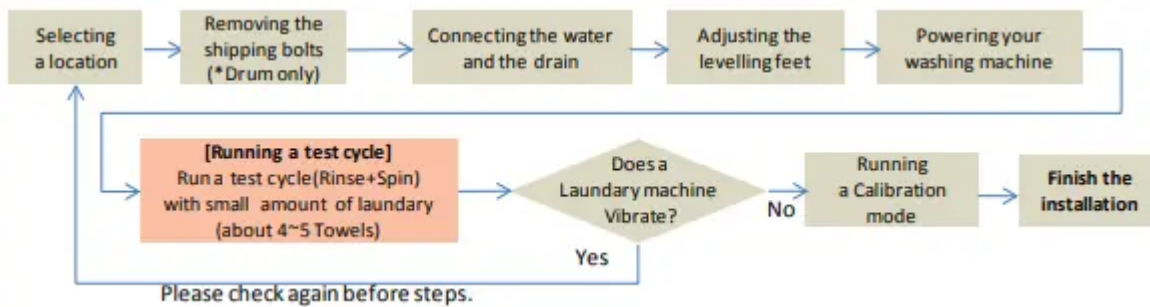 Selecting
a location
Removing the
shipping bolts
(*Drum only)
Connecting the water
and the drain
Adjusting the
levelling feet
Powering your
washing machine
[Running a test cycle]
Run a test cycle(Rinse+Spin)
with small amount of laundary
(about 4~5 Towels)
Does a
Laundary machine
Vibrate?
No
Running
a Calibration
mode
Finish the
installation
Yes
Please check again before steps.